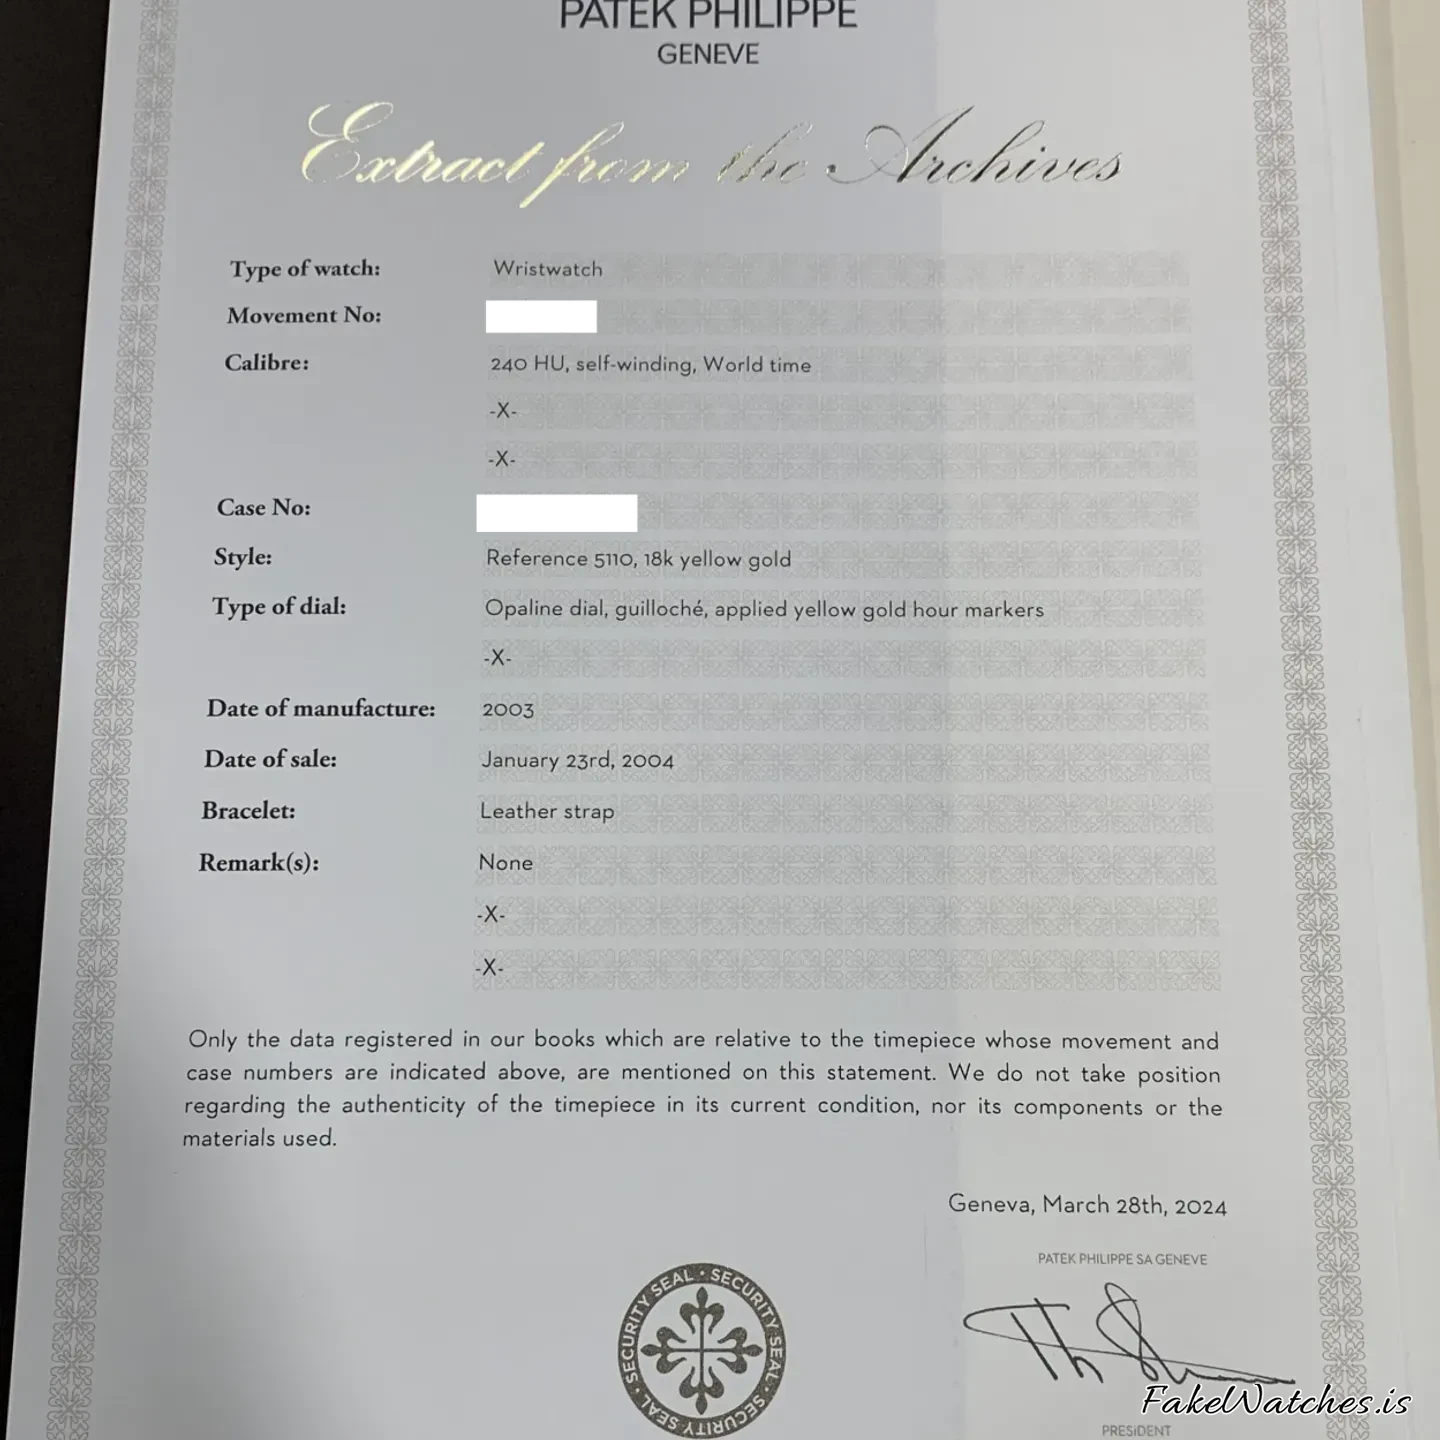 PATEK PHILIPPE
GENEVE
Extract from the Archives
Type of watch: Wristwatch
Movement No:
Calibre: 240 HU, self-winding, World time
-X-
-X-
Case No:
Style: Reference 5110, 18k yellow gold
Type of dial: Opaline dial, guilloché, applied yellow gold hour markers
-X-
Date of manufacture: 2003
Date of sale: January 23rd, 2004
Bracelet: Leather strap
Remark(s): None
-X-
-X-
Only the data registered in our books which are relative to the timepiece whose movement and
case numbers are indicated above, are mentioned on this statement. We do not take position
regarding the authenticity of the timepiece in its current condition, nor its components or the
materials used.
Geneva, March 28th, 2024
PATEK PHILIPPE SA GENEVE
SECURITY SEAL · SECURITY SEAL · SECURITY SEAL ·
FakeWatches.is
PRESIDENT